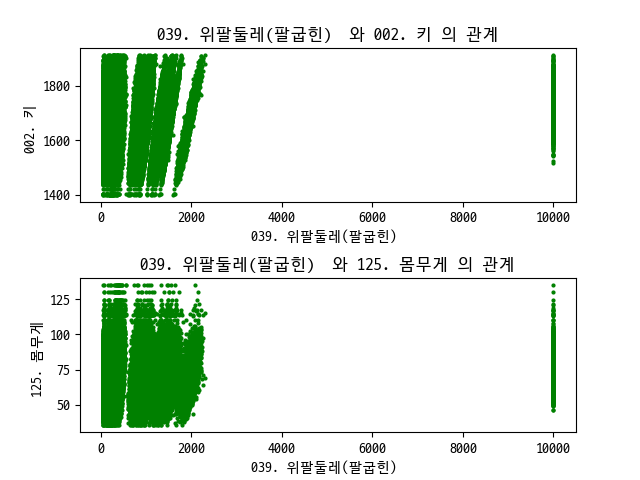 039. 위팔둘레(팔굽힌)  와 002. 키 의 관계
002. 키
1800
1600
1400
0 2000 4000 6000 8000 10000
039. 위팔둘레(팔굽힌)
039. 위팔둘레(팔굽힌)  와 125. 몸무게 의 관계
125. 몸무게
125
100
75
50
0 2000 4000 6000 8000 10000
039. 위팔둘레(팔굽힌)